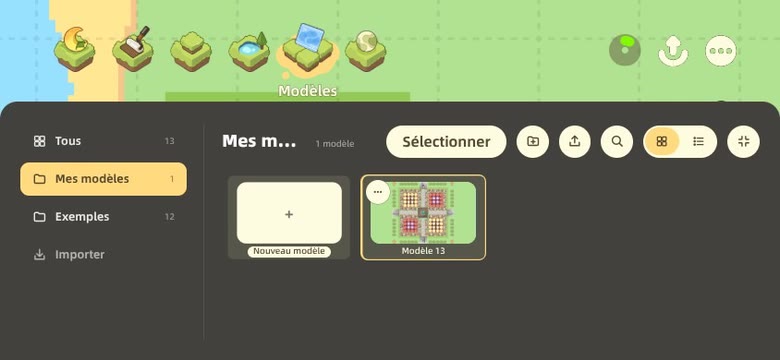 Modèles
Tous 13
Mes modèles 1
Exemples 12
Importer
Mes m... 1 modèle
Sélectionner
Nouveau modèle
Modèle 13